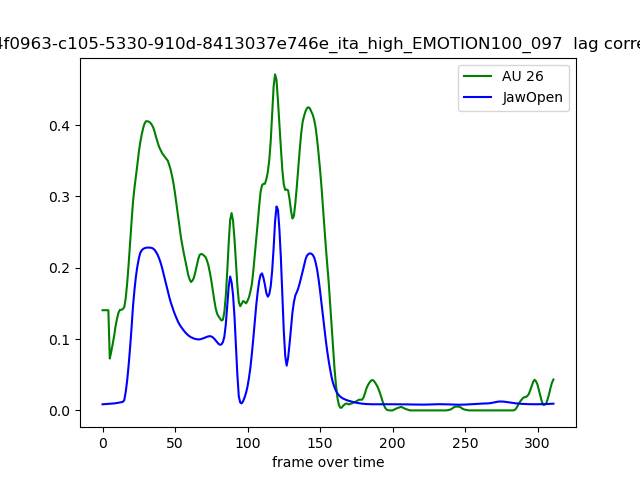 4f0963-c105-5330-910d-8413037e746e_ita_high_EMOTION100_097 lag corre
AU 26
JawOpen
0.4
0.3
0.2
0.1
0.0
0 50 100 150 200 250 300
frame over time